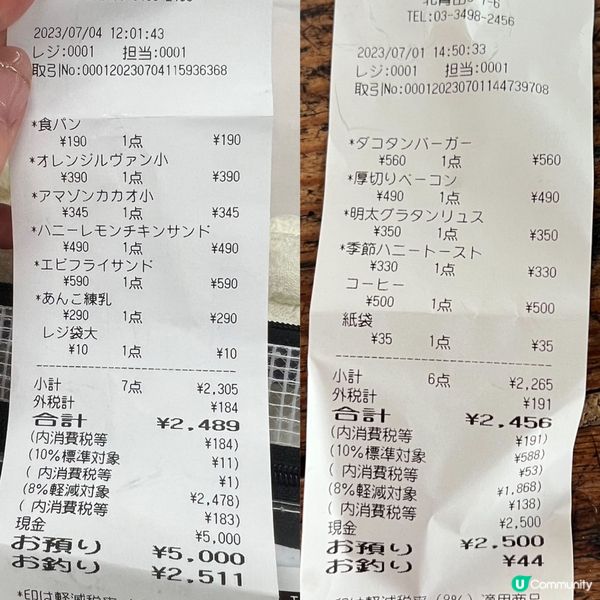 2023/07/04 12:01:43
レジ:0001 担当:0001
取引No:000120230704115936368
*食パン
¥190 1点 ¥190
*オレンジルヴァン小
¥390 1点 ¥390
*アマゾンカカオ小
¥345 1点 ¥345
*ハニーレモンチキンサンド
¥490 1点 ¥490
*エビフライサンド
¥590 1点 ¥590
*あんこ練乳
¥290 1点 ¥290
レジ袋大
¥10 1点 ¥10
小計 7点 ¥2,305
外税計 ¥184
合計 ¥2,489
(内消費税等 ¥184)
(10%標準対象 ¥11)
( 内消費税等 ¥1)
(8%軽減対象 ¥2,478)
( 内消費税等 ¥183)
現金 ¥5,000
お預り ¥5,000
お釣り ¥2,511
TEL:03-3498-2456
2023/07/01 14:50:33
レジ:0001 担当:0001
取引No:000120230701144739708
*ダコタンバーガー
¥560 1点 ¥560
*厚切りベーコン
¥490 1点 ¥490
*明太グラタンリュス
¥350 1点 ¥350
*季節ハニートースト
¥330 1点 ¥330
コーヒー
¥500 1点 ¥500
紙袋
¥35 1点 ¥35
小計 6点 ¥2,265
外税計 ¥191
合計 ¥2,456
(内消費税等 ¥191)
(10%標準対象 ¥588)
( 内消費税等 ¥53)
(8%軽減対象 ¥1,868)
( 内消費税等 ¥138)
現金 ¥2,500
お預り ¥2,500
お釣り ¥44
U Community